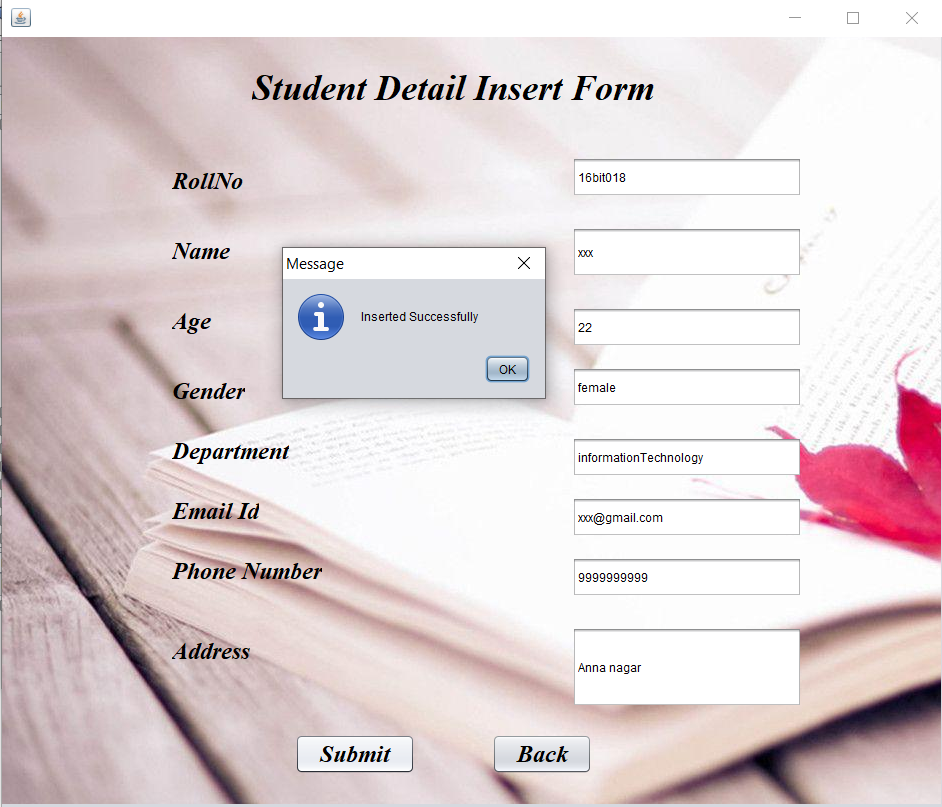 Student Detail Insert Form
RollNo 16bit018
Name xxx
Message
Inserted Successfully
OK
Age 22
Gender female
Department informationTechnology
Email Id xxx@gmail.com
Phone Number 9999999999
Address Anna nagar
Submit Back